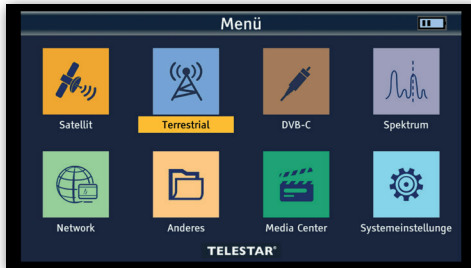 Menü
Satellit Terrestrial DVB-C Spektrum
Network Anderes Media Center Systemeinstellunge
TELESTAR®